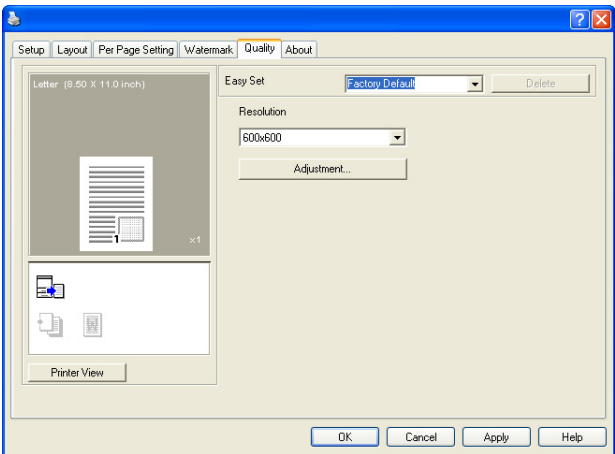 Setup Layout Per Page Setting Watermark Quality About
Letter (8.50 X 11.0 inch)
Easy Set Factory Default Delete
Resolution
600x600
Adjustment...
1
x1
Printer View
OK Cancel Apply Help